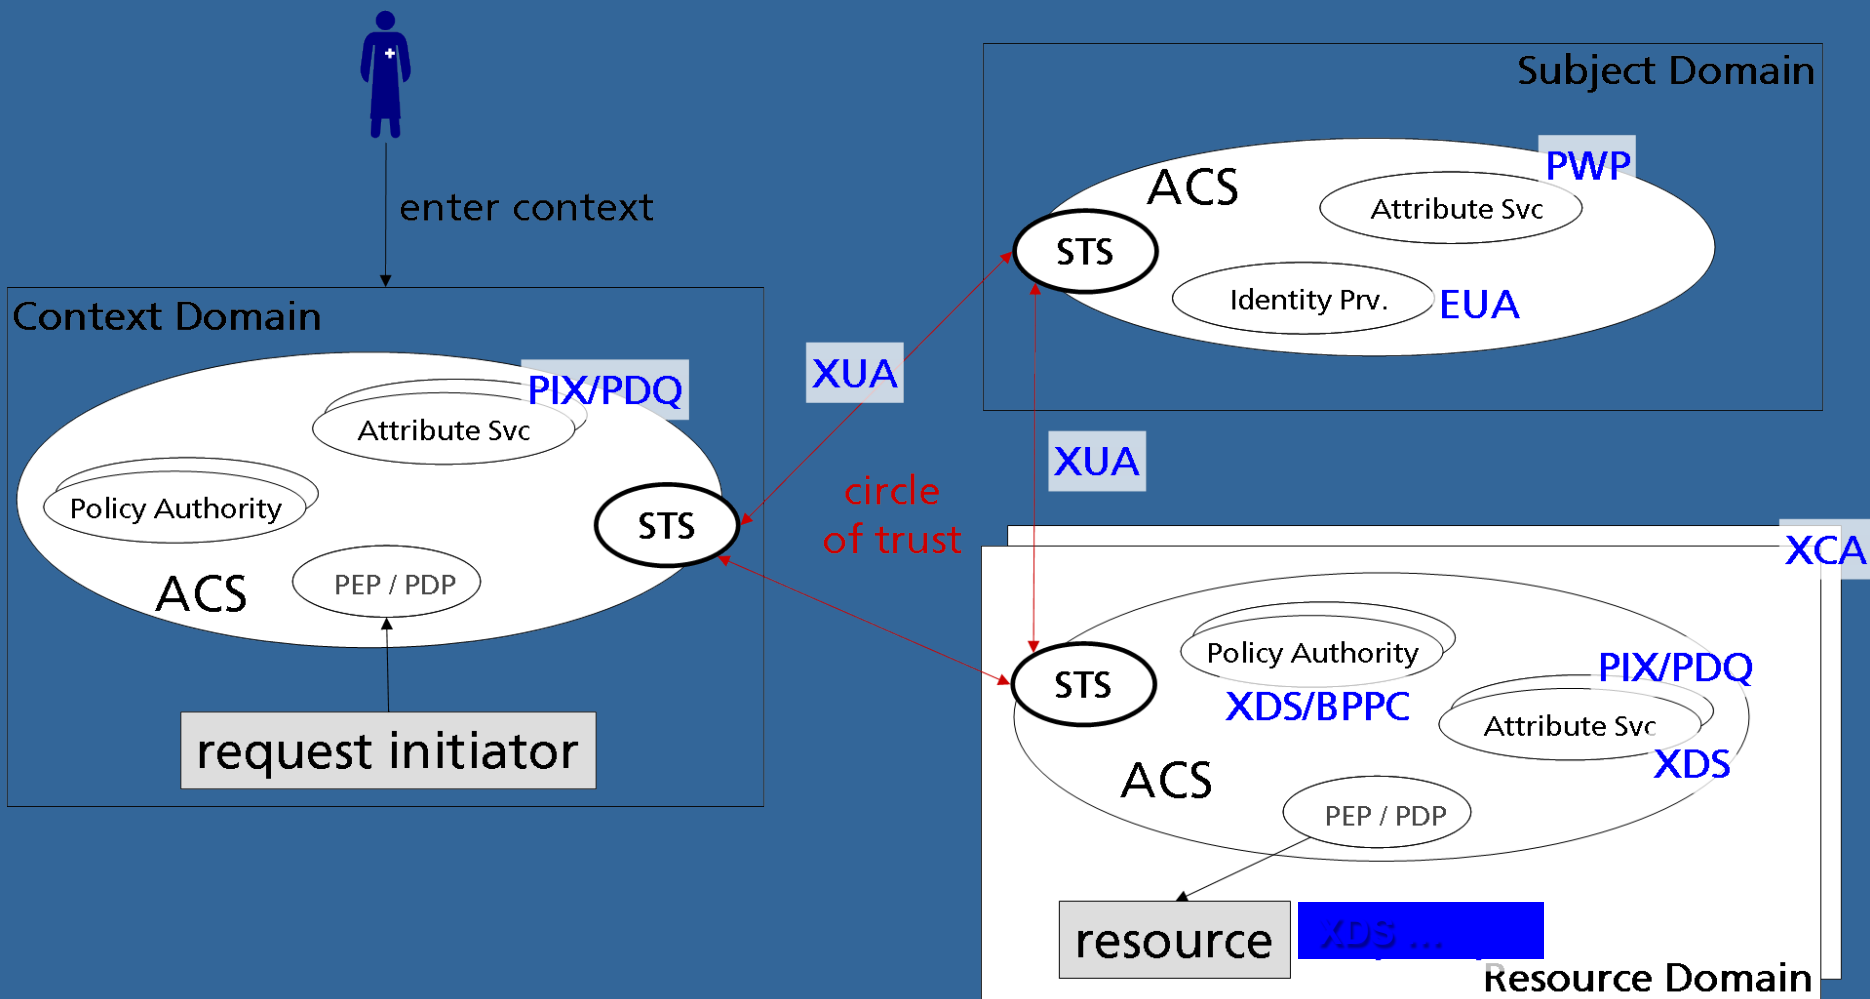 enter context
Context Domain
PIX/PDQ
Attribute Svc
Policy Authority
STS
ACS
PEP / PDP
request initiator
XUA
XUA
circle
of trust
Subject Domain
PWP
ACS
Attribute Svc
STS
Identity Prv.
EUA
XCA
Policy Authority
STS
PIX/PDQ
XDS/BPPC
Attribute Svc
XDS
ACS
PEP / PDP
resource
XDS ...
Resource Domain